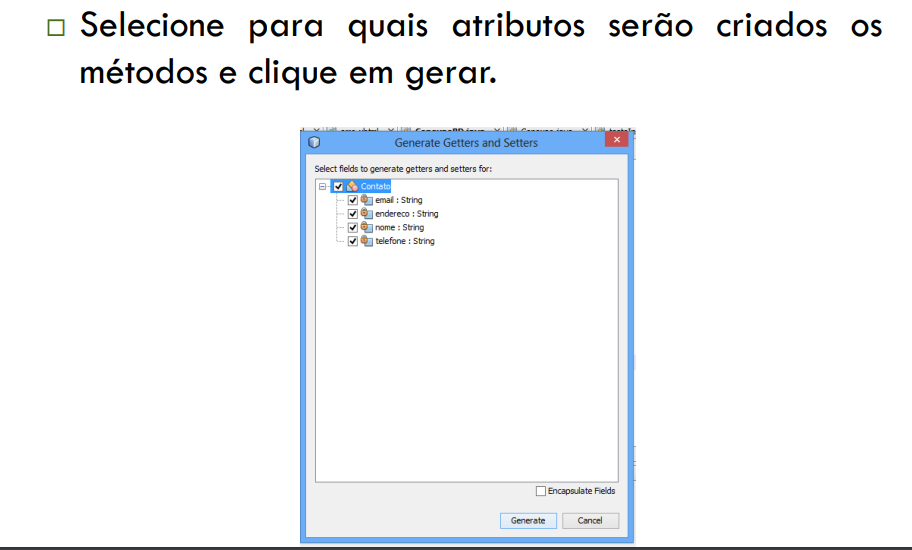 Selecione para quais atributos serão criados os
métodos e clique em gerar.
Generate Getters and Setters
Select fields to generate getters and setters for:
Contato
email : String
endereco : String
nome : String
telefone : String
Encapsulate Fields
Generate Cancel